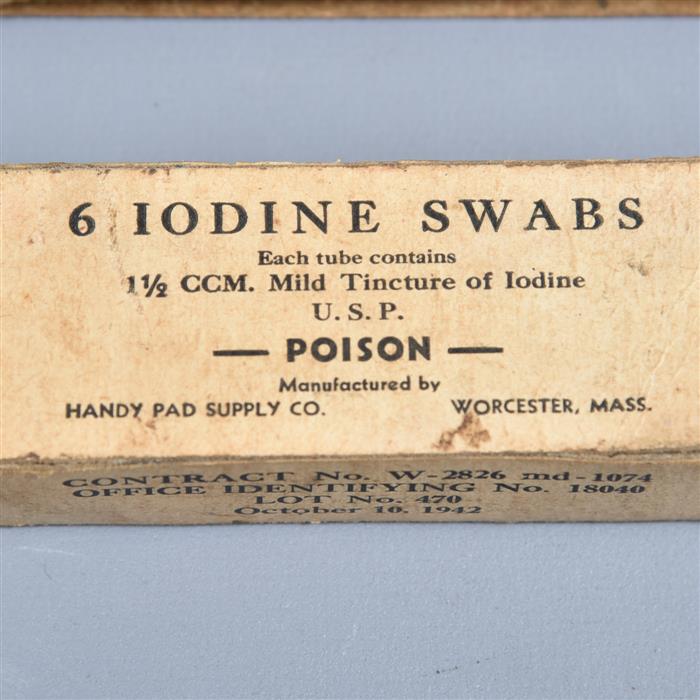 6 IODINE SWABS
Each tube contains
1½ CCM. Mild Tincture of Iodine
U. S. P.
— POISON —
Manufactured by
HANDY PAD SUPPLY CO. WORCESTER, MASS.
CONTRACT No. W-2826 md-1074
OFFICE IDENTIFYING No. 18040
LOT No. 470
October 10, 1942